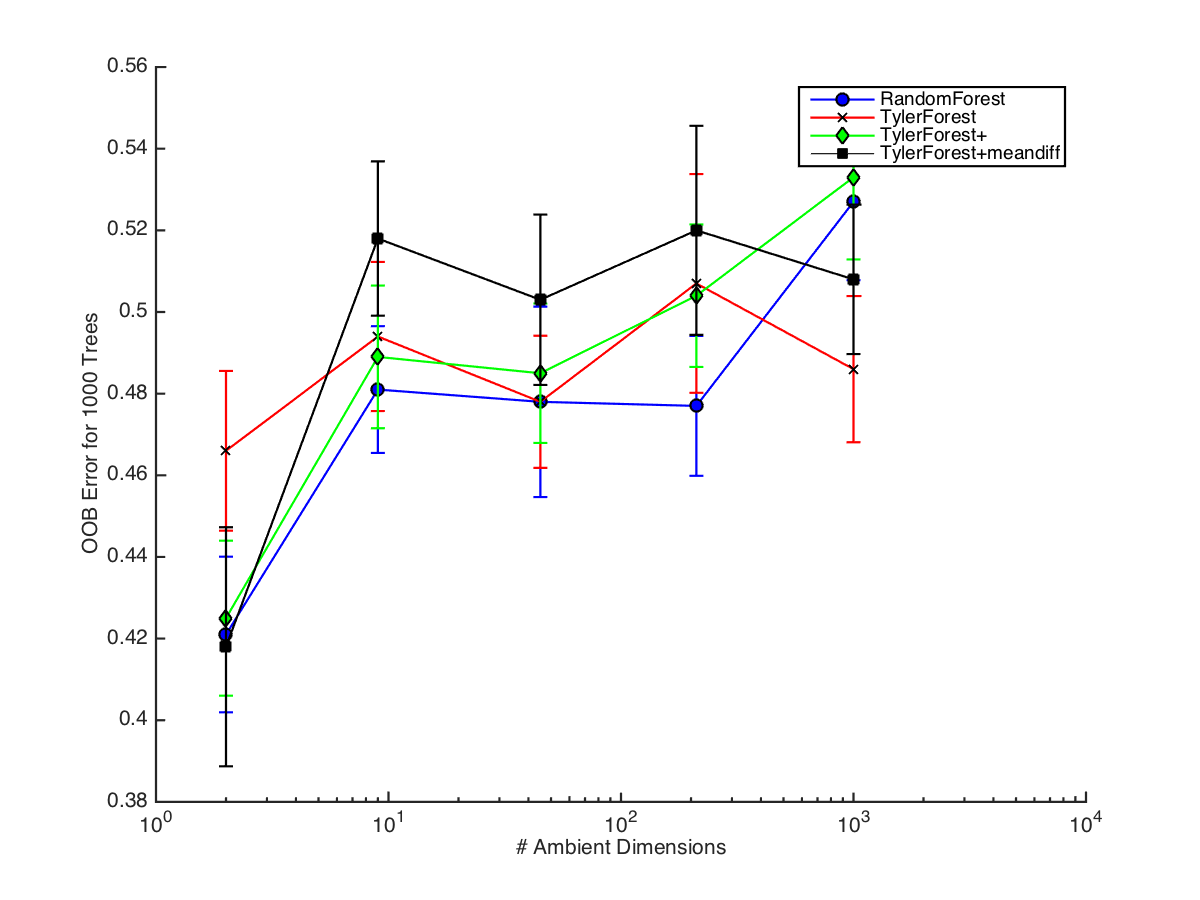 0.56
0.54
0.52
0.5
0.48
0.46
0.44
0.42
0.4
0.38
OOB Error for 1000 Trees
RandomForest
TylerForest
TylerForest+
TylerForest+meandiff
10^0 10^1 10^2 10^3 10^4
# Ambient Dimensions